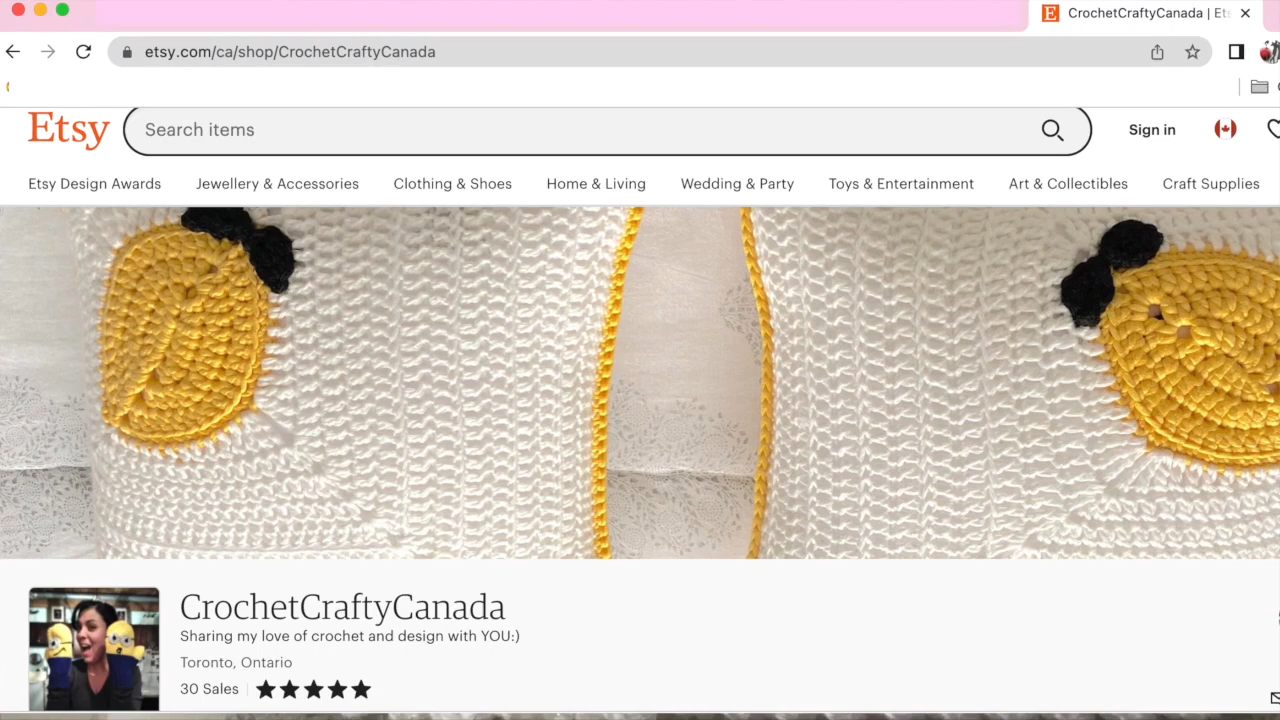 CrochetCraftyCanada | Ets
etsy.com/ca/shop/CrochetCraftyCanada
Etsy
Search items
Sign in
Etsy Design Awards
Jewellery & Accessories
Clothing & Shoes
Home & Living
Wedding & Party
Toys & Entertainment
Art & Collectibles
Craft Supplies
CrochetCraftyCanada
Sharing my love of crochet and design with YOU:)
Toronto, Ontario
30 Sales